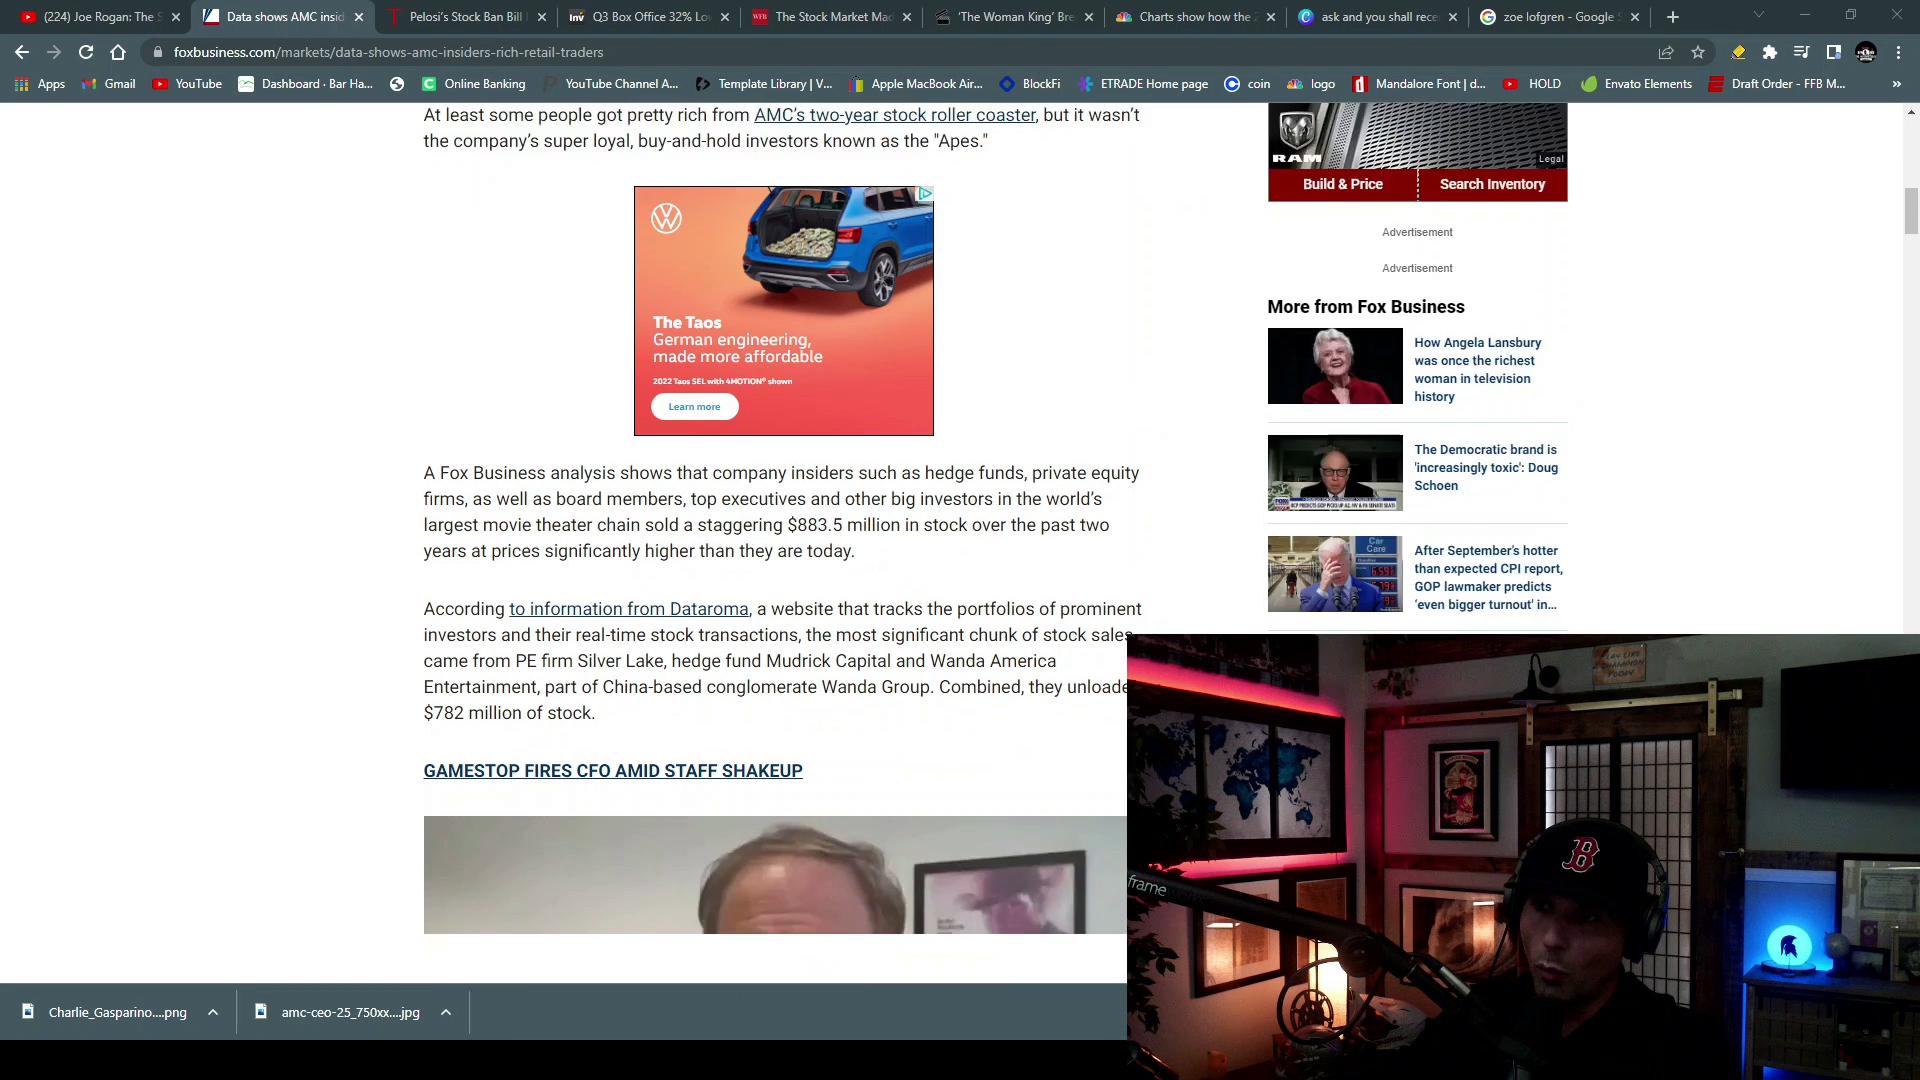 (224) Joe Rogan: The S
Data shows AMC insid
Pelosi's Stock Ban Bill
Q3 Box Office 32% Lo
The Stock Market Mad
'The Woman King' Bre
Charts show how the
ask and you shall rece
zoe lofgren - Google S
foxbusiness.com/markets/data-shows-amc-insiders-rich-retail-traders
Apps
Gmail
YouTube
Dashboard · Bar Ha...
Online Banking
YouTube Channel A...
Template Library | V...
Apple MacBook Air...
BlockFi
ETRADE Home page
coin
logo
Mandalore Font | d...
HOLD
Envato Elements
Draft Order - FFB M...
At least some people got pretty rich from AMC's two-year stock roller coaster, but it wasn't
the company's super loyal, buy-and-hold investors known as the "Apes."
The Taos
German engineering,
made more affordable
2022 Taos SEL with 4MOTION® shown
Learn more
A Fox Business analysis shows that company insiders such as hedge funds, private equity
firms, as well as board members, top executives and other big investors in the world's
largest movie theater chain sold a staggering $883.5 million in stock over the past two
years at prices significantly higher than they are today.
According to information from Dataroma, a website that tracks the portfolios of prominent
investors and their real-time stock transactions, the most significant chunk of stock sales
came from PE firm Silver Lake, hedge fund Mudrick Capital and Wanda America
Entertainment, part of China-based conglomerate Wanda Group. Combined, they unloade
$782 million of stock.
GAMESTOP FIRES CFO AMID STAFF SHAKEUP
RAM
Legal
Build & Price
Search Inventory
Advertisement
Advertisement
More from Fox Business
How Angela Lansbury
was once the richest
woman in television
history
The Democratic brand is
'increasingly toxic': Doug
Schoen
After September's hotter
than expected CPI report,
GOP lawmaker predicts
'even bigger turnout' in...
Car
Care
PLAY LIKE
CHAMPION
TODAY
B
frame
Charlie_Gasparino....png
amc-ceo-25_750xx....jpg